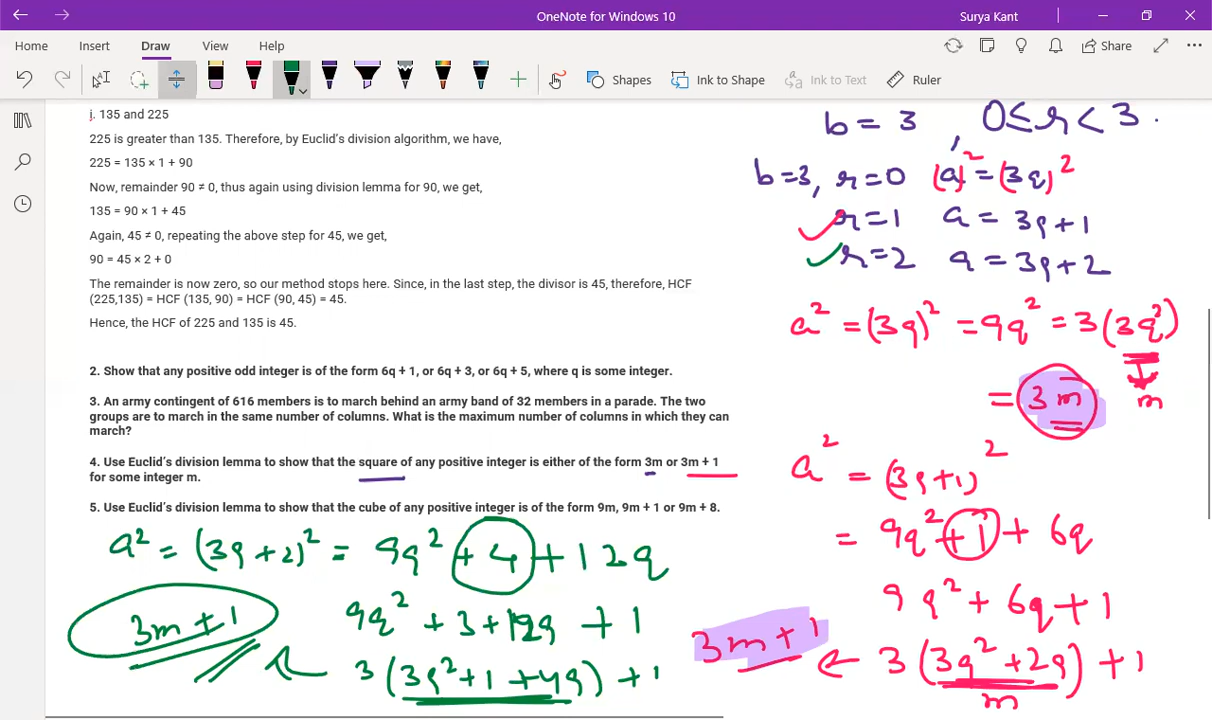 OneNote for Windows 10
Surya Kant
Home Insert Draw View Help
Share
Shapes
Ink to Shape
Ink to Text
Ruler
j. 135 and 225
225 is greater than 135. Therefore, by Euclid's division algorithm, we have,
225 = 135 × 1 + 90
Now, remainder 90 ≠ 0, thus again using division lemma for 90, we get,
135 = 90 × 1 + 45
Again, 45 ≠ 0, repeating the above step for 45, we get,
90 = 45 × 2 + 0
The remainder is now zero, so our method stops here. Since, in the last step, the divisor is 45, therefore, HCF
(225,135) = HCF (135, 90) = HCF (90, 45) = 45.
Hence, the HCF of 225 and 135 is 45.
2. Show that any positive odd integer is of the form 6q + 1, or 6q + 3, or 6q + 5, where q is some integer.
3. An army contingent of 616 members is to march behind an army band of 32 members in a parade. The two
groups are to march in the same number of columns. What is the maximum number of columns in which they can
march?
4. Use Euclid's division lemma to show that the square of any positive integer is either of the form 3m or 3m + 1
for some integer m.
5. Use Euclid's division lemma to show that the cube of any positive integer is of the form 9m, 9m + 1 or 9m + 8.
a² = (3q+2)² = 9q² + 4 + 12q
9q² + 3 + 12q + 1
3m + 1
3(3q²+1+4q) + 1
b = 3 , 0 ≤ r < 3 .
b = 3, r = 0 (a)² = (3q)²
r = 1 a = 3q + 1
r = 2 a = 3q + 2
a² = (3q)² = 9q² = 3(3q²)
= 3m
m
a² = (3q+1)²
= 9q² + 1 + 6q
9q² + 6q + 1
3m + 1
3(3q² + 2q) + 1
m